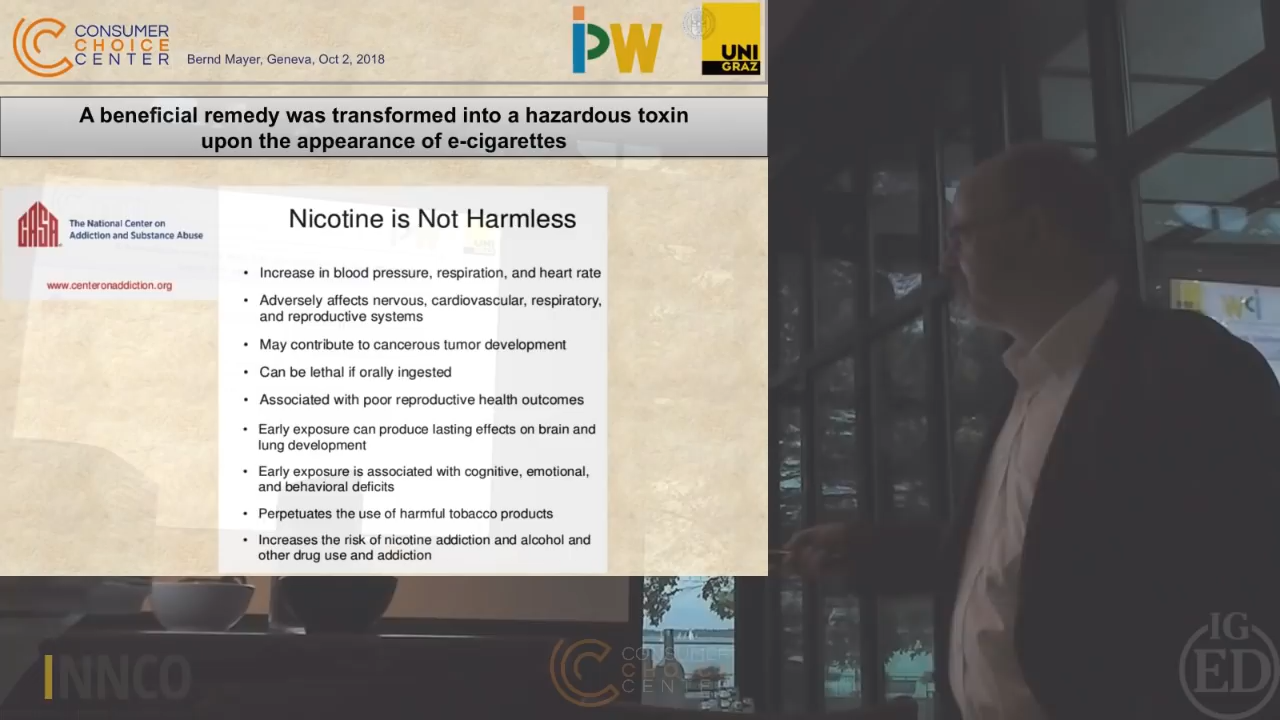 CONSUMER
CHOICE
CENTER
Bernd Mayer, Geneva, Oct 2, 2018
iPW
UNI
GRAZ
A beneficial remedy was transformed into a hazardous toxin
upon the appearance of e-cigarettes
CASA
The National Center on
Addiction and Substance Abuse
www.centeronaddiction.org
Nicotine is Not Harmless
• Increase in blood pressure, respiration, and heart rate
• Adversely affects nervous, cardiovascular, respiratory,
and reproductive systems
• May contribute to cancerous tumor development
• Can be lethal if orally ingested
• Associated with poor reproductive health outcomes
• Early exposure can produce lasting effects on brain and
lung development
• Early exposure is associated with cognitive, emotional,
and behavioral deficits
• Perpetuates the use of harmful tobacco products
• Increases the risk of nicotine addiction and alcohol and
other drug use and addiction
INNCO
CONSUMER
CHOICE
CENTER
IG
ED